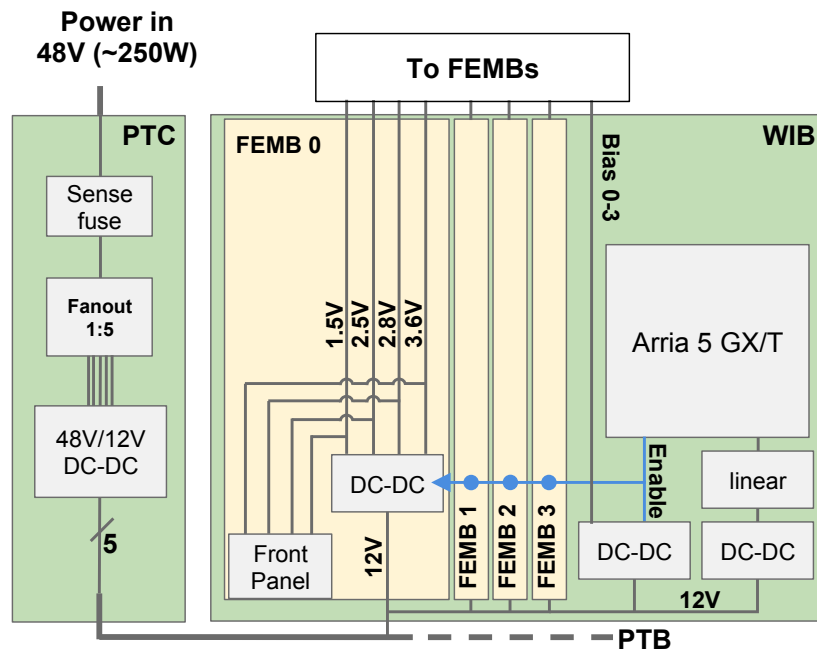 Power in
48V (~250W)
To FEMBs
PTC
Sense
fuse
Fanout
1:5
48V/12V
DC-DC
5
FEMB 0
WIB
Bias 0-3
1.5V
2.5V
2.8V
3.6V
Arria 5 GX/T
DC-DC
Enable
linear
Front
Panel
12V
FEMB 1
FEMB 2
FEMB 3
DC-DC
DC-DC
12V
PTB